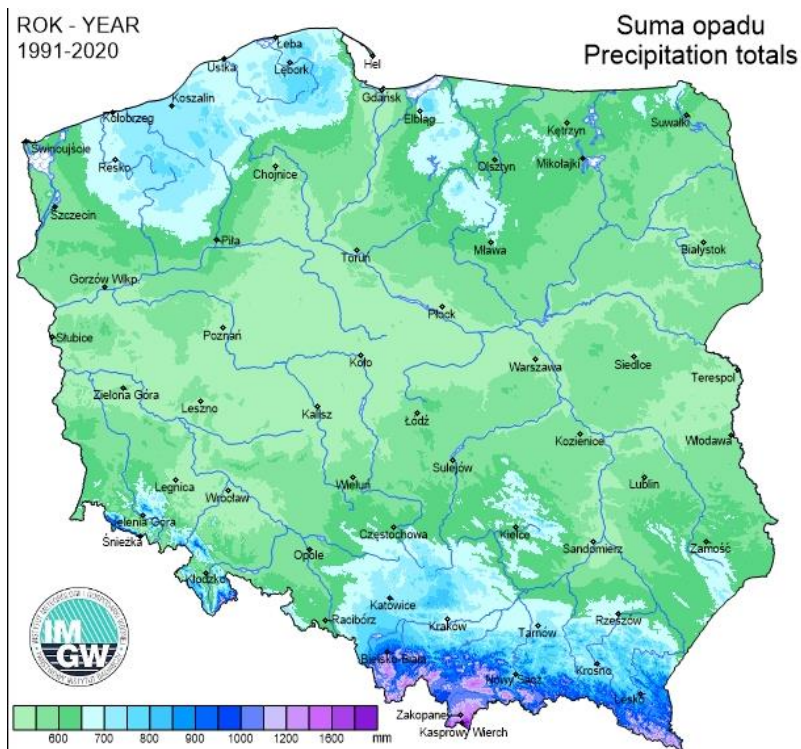 ROK - YEAR
1991-2020
Suma opadu
Precipitation totals
Łeba
Hel
Ustka
Lębork
Gdańsk
Koszalin
Kołobrzeg
Elbląg
Kętrzyn
Suwałki
Świnoujście
Resko
Chojnice
Olsztyn
Mikołajki
Szczecin
Piła
Toruń
Mława
Białystok
Gorzów Wlkp.
Płock
Słubice
Poznań
Koło
Warszawa
Siedlce
Terespol
Zielona Góra
Leszno
Kalisz
Łódź
Kozienice
Włodawa
Sulejów
Legnica
Wrocław
Wieluń
Lublin
Jelenia Góra
Śnieżka
Opole
Częstochowa
Kielce
Sandomierz
Zamość
Kłodzko
Katowice
Racibórz
Kraków
Tarnów
Rzeszów
IM
GW
Bielsko-Biała
Nowy Sącz
Krosno
Lesko
Zakopane
Kasprowy Wierch
600 700 800 900 1000 1200 1600 mm